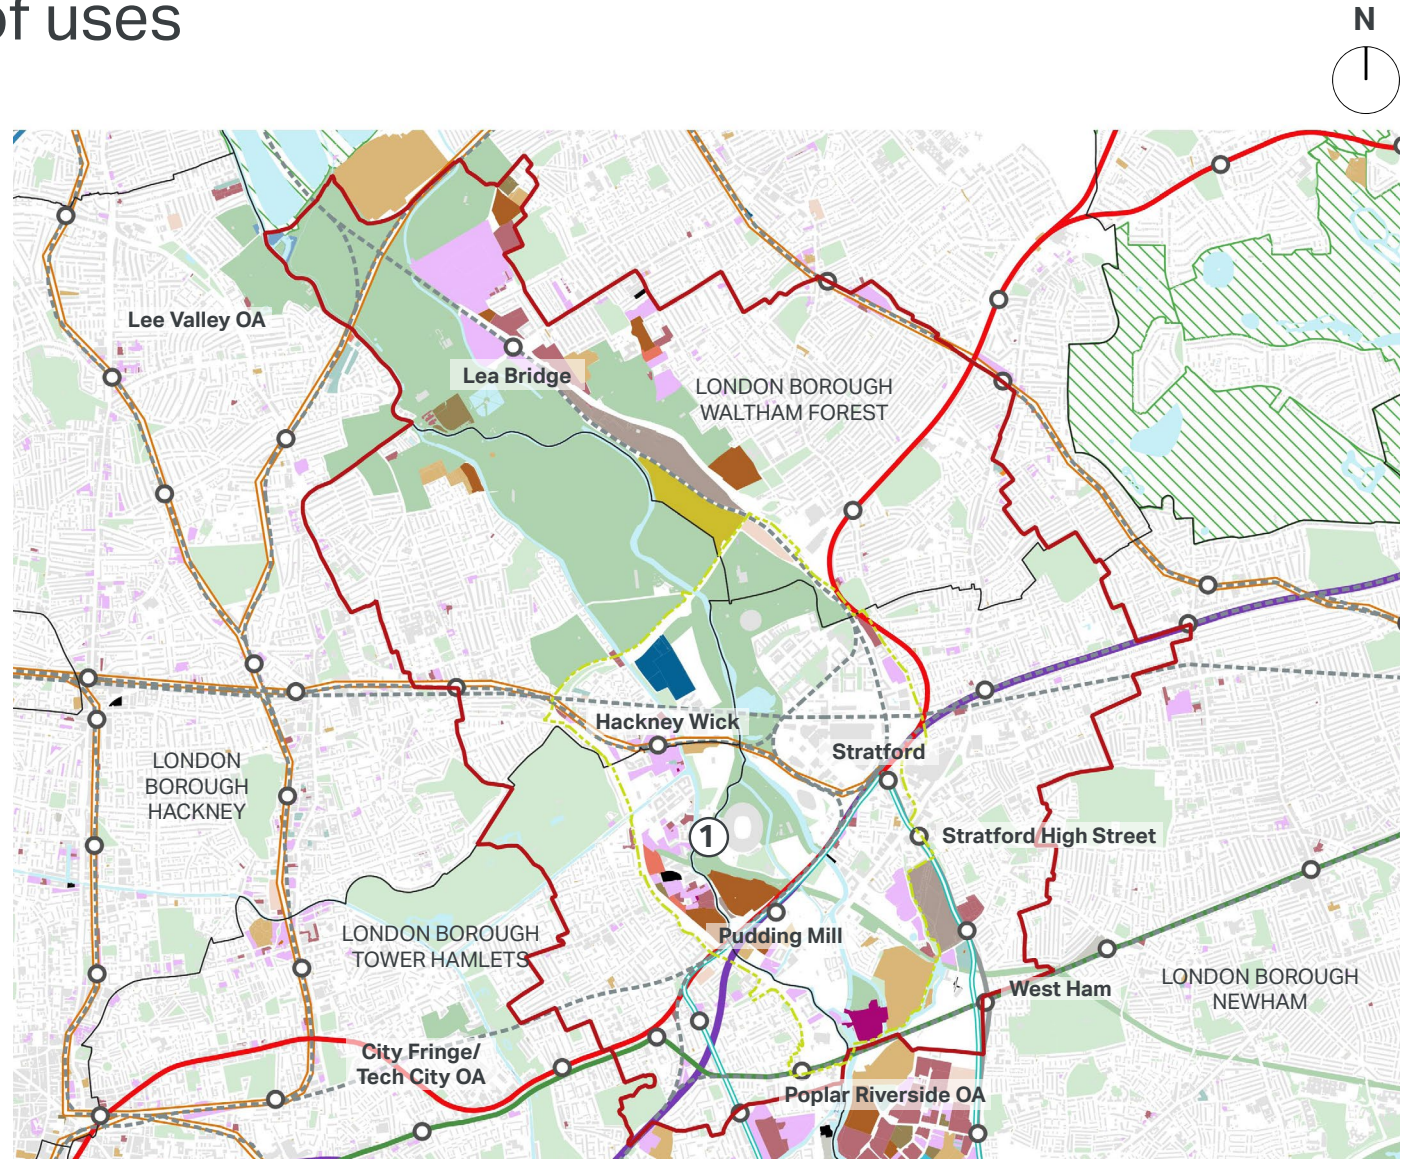 of uses
N
Lee Valley OA
Lea Bridge
LONDON BOROUGH
WALTHAM FOREST
Hackney Wick
Stratford
LONDON
BOROUGH
HACKNEY
1
Stratford High Street
LONDON BOROUGH
TOWER HAMLETS
Pudding Mill
West Ham
LONDON BOROUGH
NEWHAM
City Fringe/
Tech City OA
Poplar Riverside OA